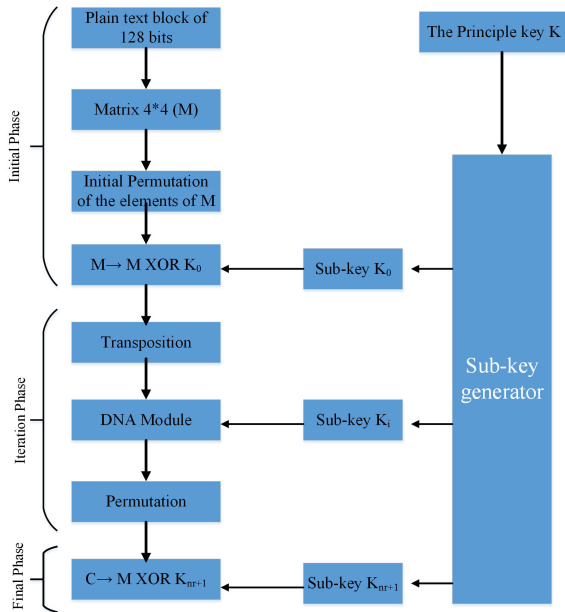 Plain text block of
128 bits
The Principle key K
Matrix 4*4 (M)
Initial Phase
Initial Permutation
of the elements of M
M→ M XOR K₀
Sub-key K₀
Transposition
Sub-key
generator
Iteration Phase
DNA Module
Sub-key Kᵢ
Permutation
Final Phase
C→ M XOR Kₙᵣ₊₁
Sub-key Kₙᵣ₊₁